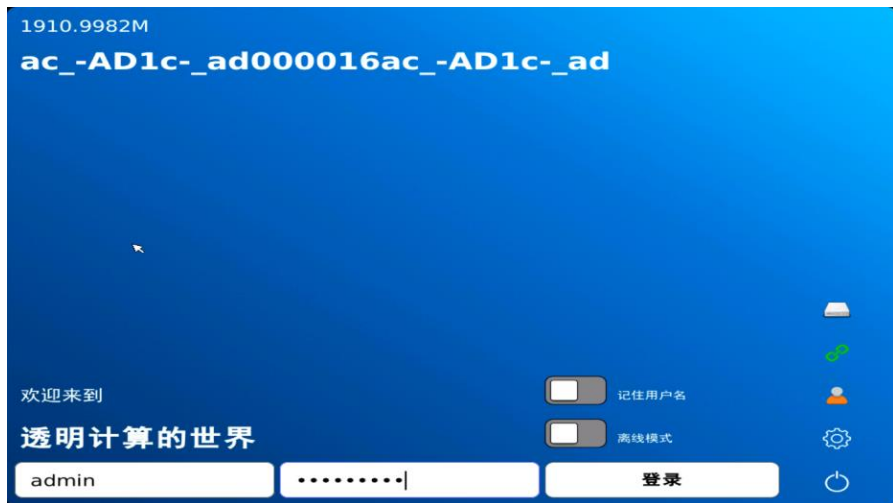 1910.9982M
ac_-AD1c-_ad000016ac_-AD1c-_ad
欢迎来到
记住用户名
透明计算的世界
离线模式
admin
•••••••••
登录